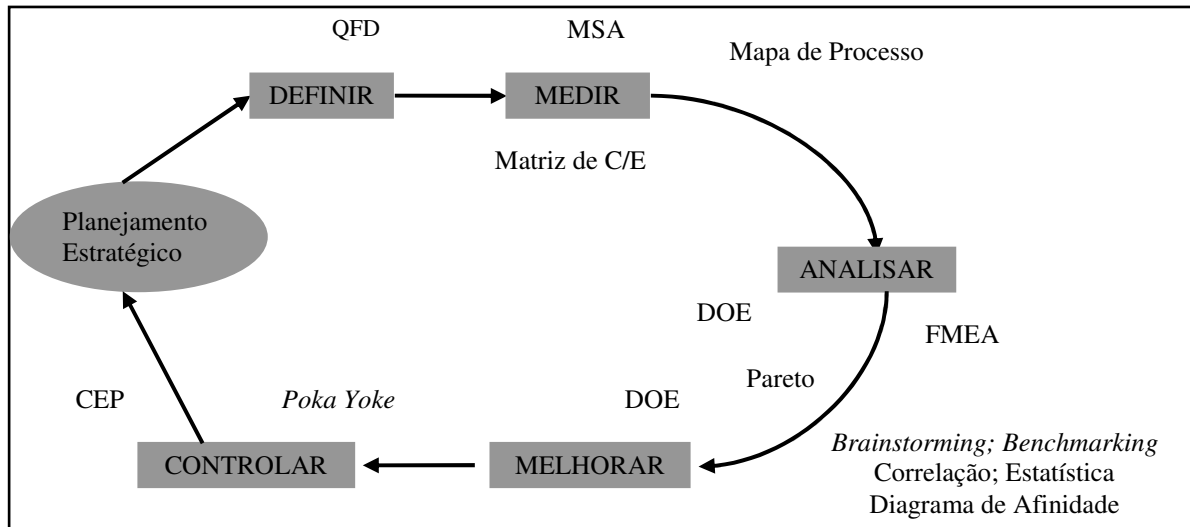 QFD
MSA
Mapa de Processo
DEFINIR
MEDIR
Matriz de C/E
Planejamento
Estratégico
ANALISAR
DOE
FMEA
Pareto
CEP
Poka Yoke
DOE
Brainstorming; Benchmarking
Correlação; Estatística
Diagrama de Afinidade
CONTROLAR
MELHORAR